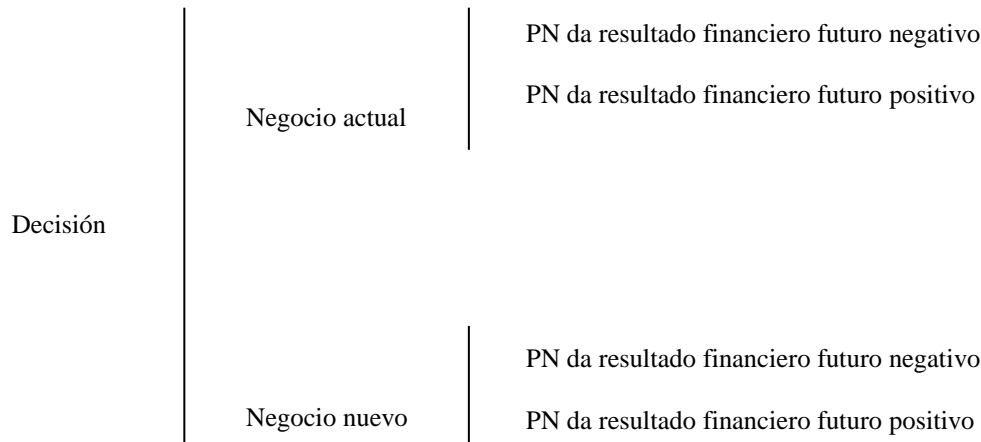 PN da resultado financiero futuro negativo
PN da resultado financiero futuro positivo
Negocio actual
Decisión
PN da resultado financiero futuro negativo
PN da resultado financiero futuro positivo
Negocio nuevo